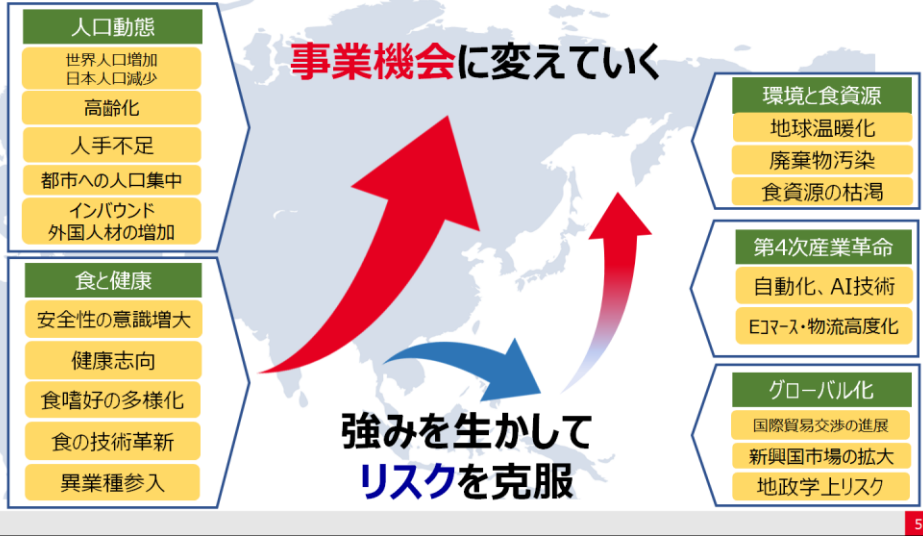 人口動態
世界人口増加
日本人口減少
高齢化
人手不足
都市への人口集中
インバウンド
外国人材の増加
食と健康
安全性の意識増大
健康志向
食嗜好の多様化
食の技術革新
異業種参入
事業機会に変えていく
強みを生かして
リスクを克服
環境と食資源
地球温暖化
廃棄物汚染
食資源の枯渇
第4次産業革命
自動化、AI技術
Eコマース・物流高度化
グローバル化
国際貿易交渉の進展
新興国市場の拡大
地政学上リスク
5